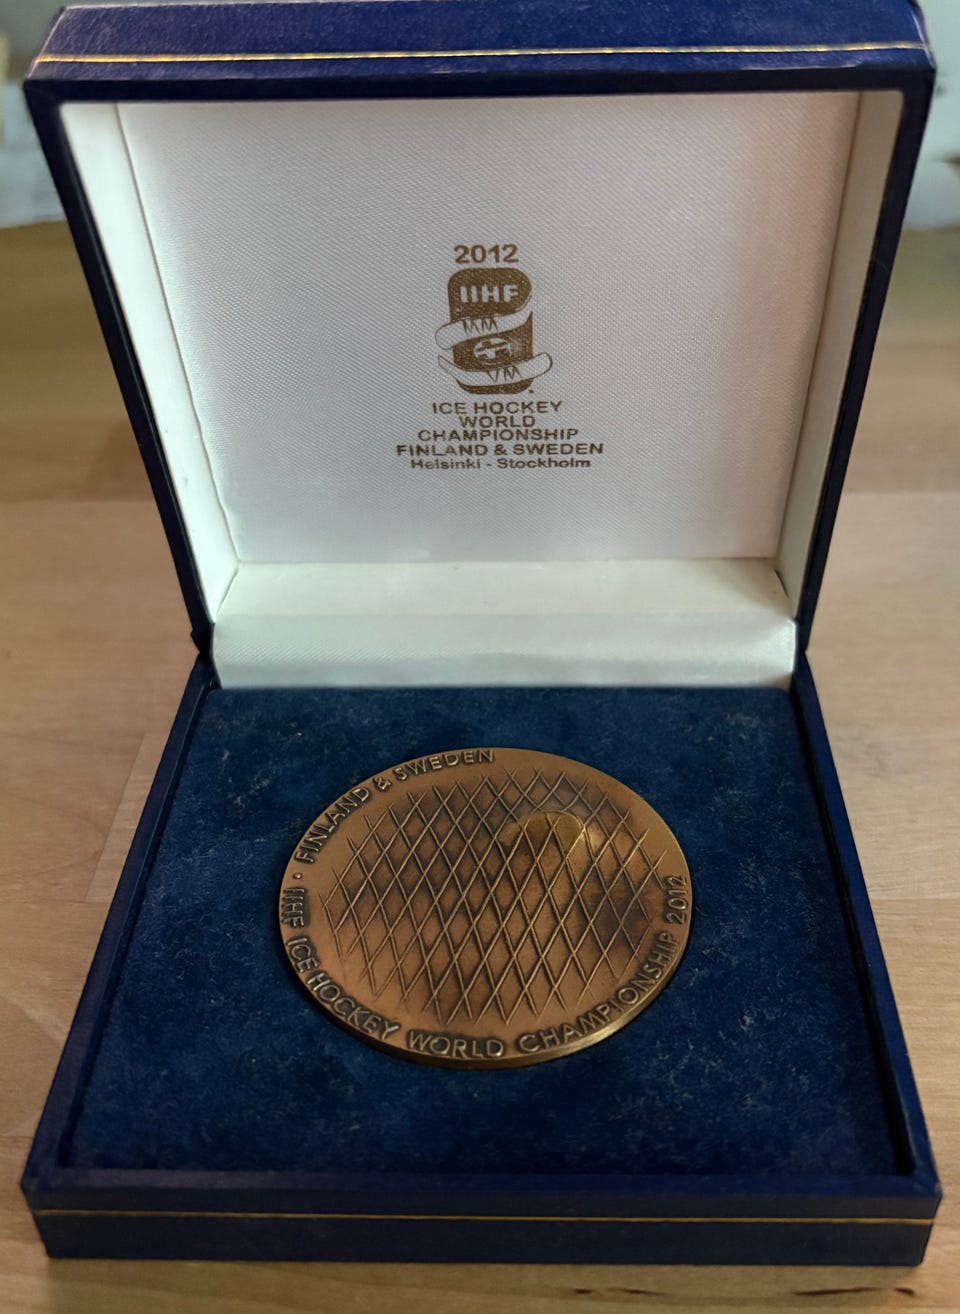 2012
IIHF
ICE HOCKEY
WORLD
CHAMPIONSHIP
FINLAND & SWEDEN
Helsinki - Stockholm
IIHF ICE HOCKEY WORLD CHAMPIONSHIP 2012
• FINLAND & SWEDEN